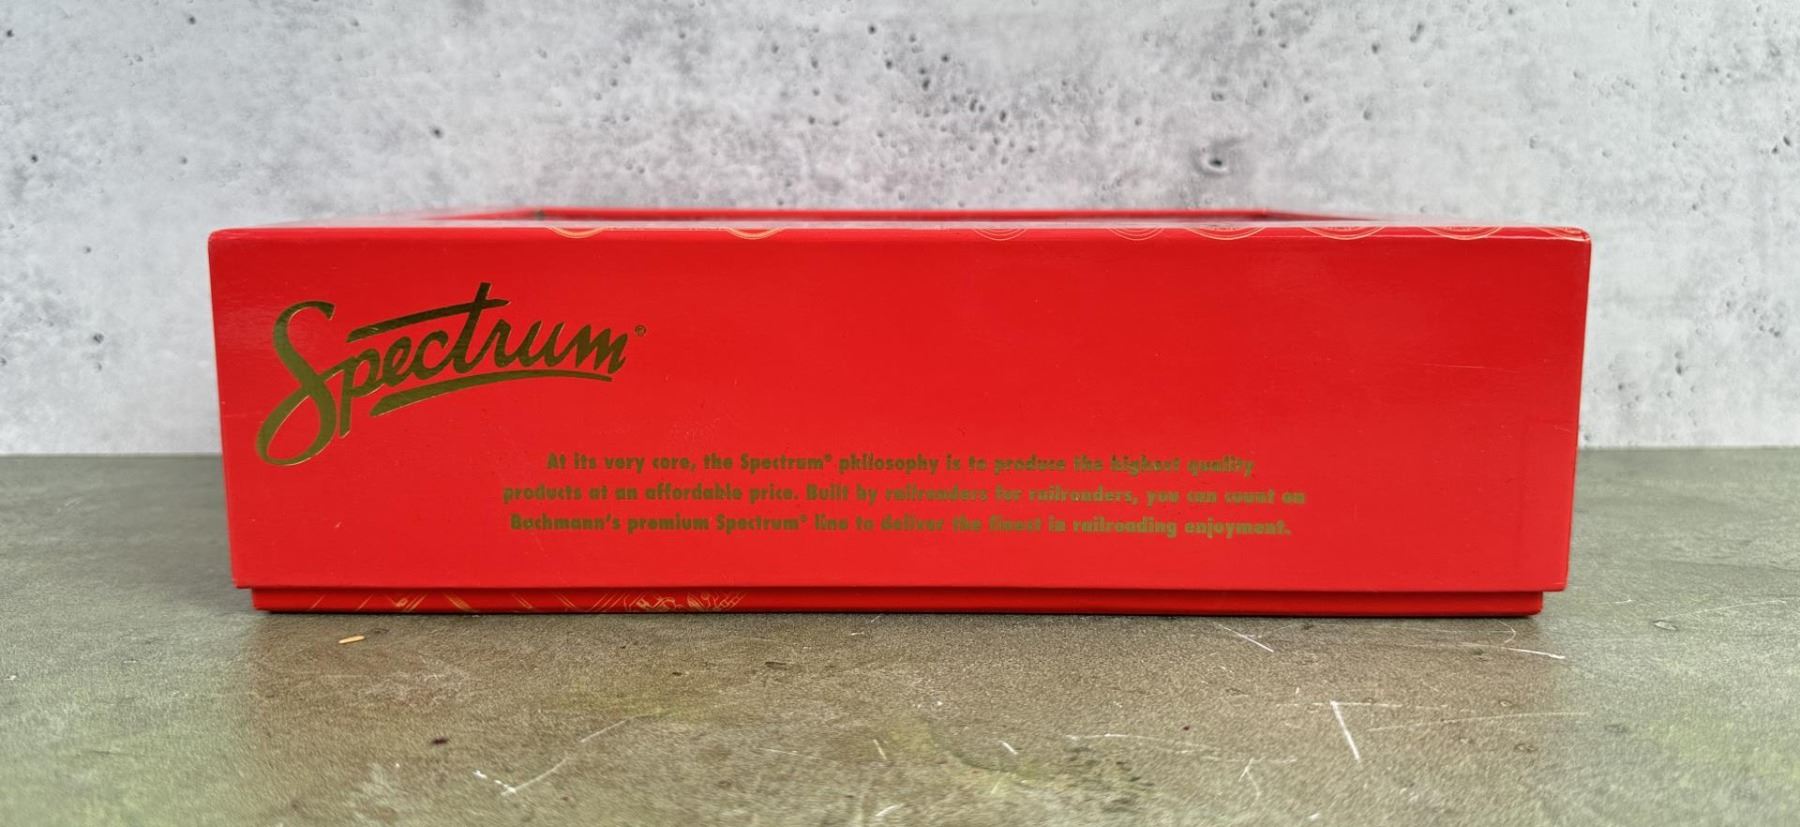 Spectrum®
At its very core, the Spectrum® philosophy is to produce the highest quality
products at an affordable price. Built by railroaders for railroaders, you can count on
Bachmann's premium Spectrum® line to deliver the finest in railroading enjoyment.